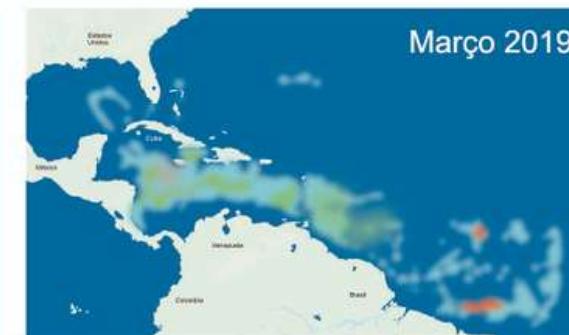 Março 2019
Estados
Unidos
Cuba
México
Venezuela
Colombia
Brasil